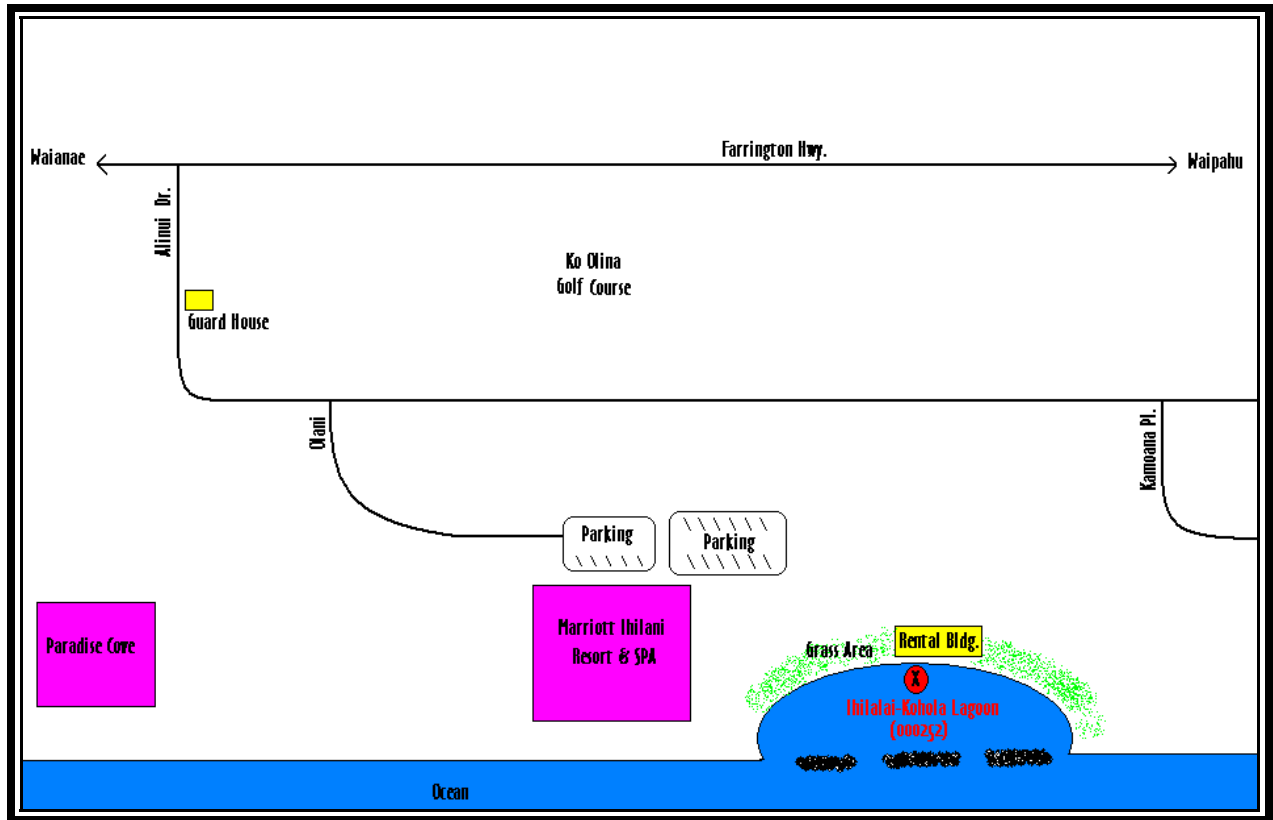 Farrington Hwy.
Waianae
Waipahu
Alinui Dr.
Ko Olina
Golf Course
Guard House
Olani
Kamoana Pl.
Parking
Parking
Paradise Cove
Marriott Ihilani
Resort & SPA
Rental Bldg.
Grass Area
X
Ihilalai-Kohola Lagoon
(000252)
Ocean